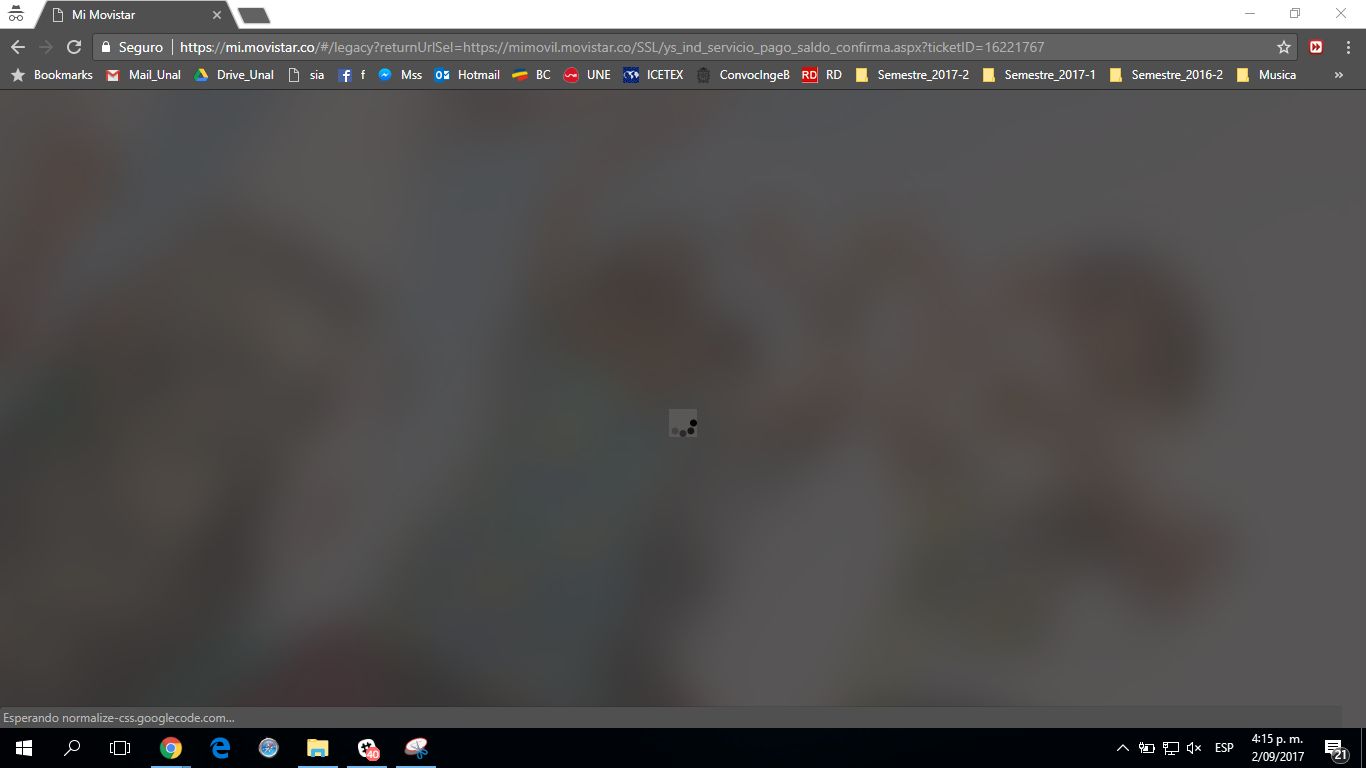 Mi Movistar
Seguro https://mi.movistar.co/#/legacy?returnUrlSel=https://mimovil.movistar.co/SSL/ys_ind_servicio_pago_saldo_confirma.aspx?ticketID=16221767
Bookmarks Mail_Unal Drive_Unal sia f f Mss Hotmail BC UNE ICETEX ConvocIngeB RD RD Semestre_2017-2 Semestre_2017-1 Semestre_2016-2 Musica »
Esperando normalize-css.googlecode.com...
40 ESP 4:15 p. m.
2/09/2017 21